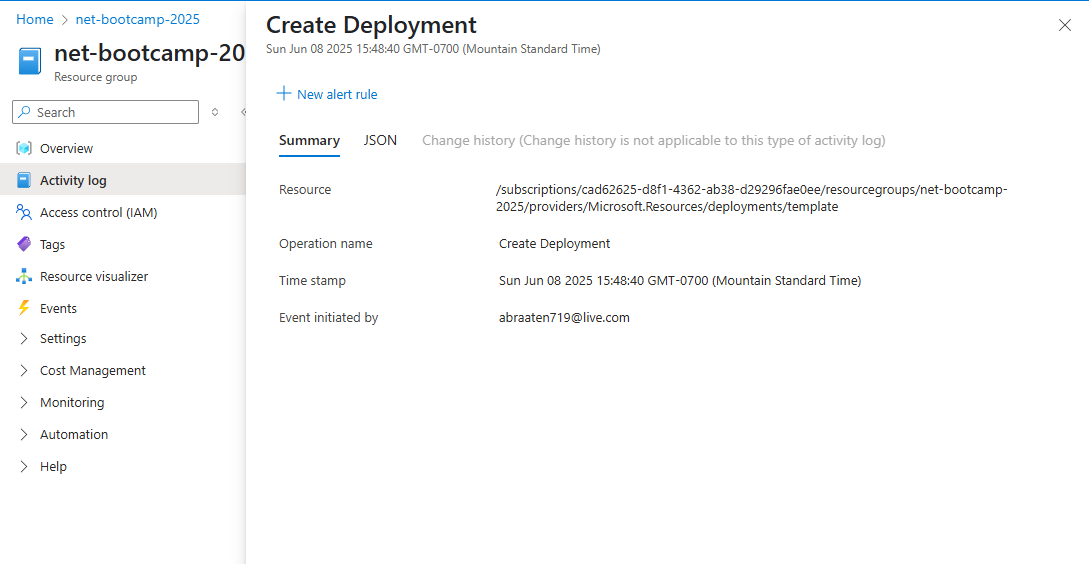 Home > net-bootcamp-2025
net-bootcamp-20
Resource group
Search
Overview
Activity log
Access control (IAM)
Tags
Resource visualizer
Events
Settings
Cost Management
Monitoring
Automation
Help
Create Deployment
Sun Jun 08 2025 15:48:40 GMT-0700 (Mountain Standard Time)
New alert rule
Summary JSON Change history (Change history is not applicable to this type of activity log)
Resource /subscriptions/cad62625-d8f1-4362-ab38-d29296fae0ee/resourcegroups/net-bootcamp-
2025/providers/Microsoft.Resources/deployments/template
Operation name Create Deployment
Time stamp Sun Jun 08 2025 15:48:40 GMT-0700 (Mountain Standard Time)
Event initiated by abraaten719@live.com